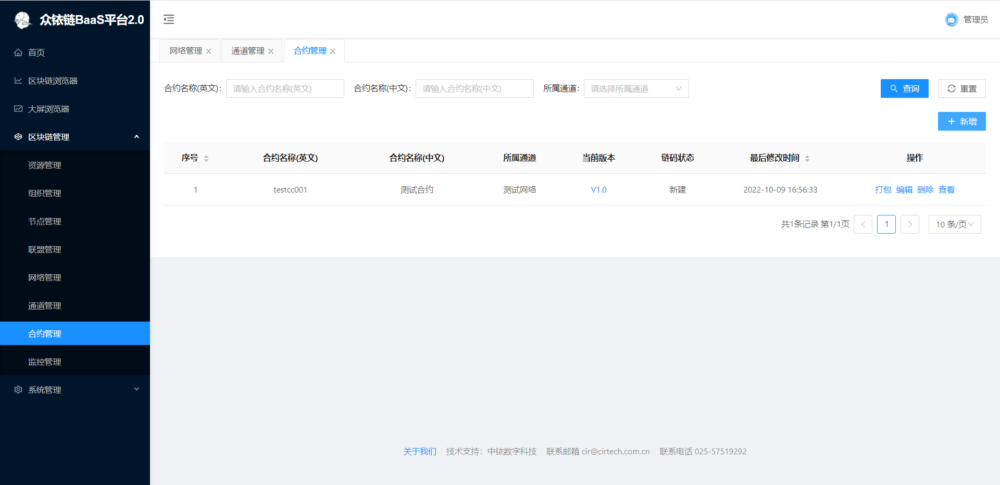 众铱链BaaS平台2.0
管理员
首页
区块链浏览器
大屏浏览器
区块链管理
资源管理
组织管理
节点管理
联盟管理
网络管理
通道管理
合约管理
监控管理
系统管理
网络管理 通道管理 合约管理
合约名称(英文): 请输入合约名称(英文) 合约名称(中文): 请输入合约名称(中文) 所属通道: 请选择所属通道 查询 重置
新增
序号 合约名称(英文) 合约名称(中文) 所属通道 当前版本 链码状态 最后修改时间 操作
1 testcc001 测试合约 测试网络 V1.0 新建 2022-10-09 16:56:33 打包 编辑 删除 查看
共1条记录 第1/1页 1 10 条/页
关于我们 技术支持：中铱数字科技 联系邮箱 cir@cirtech.com.cn 联系电话 025-57519292